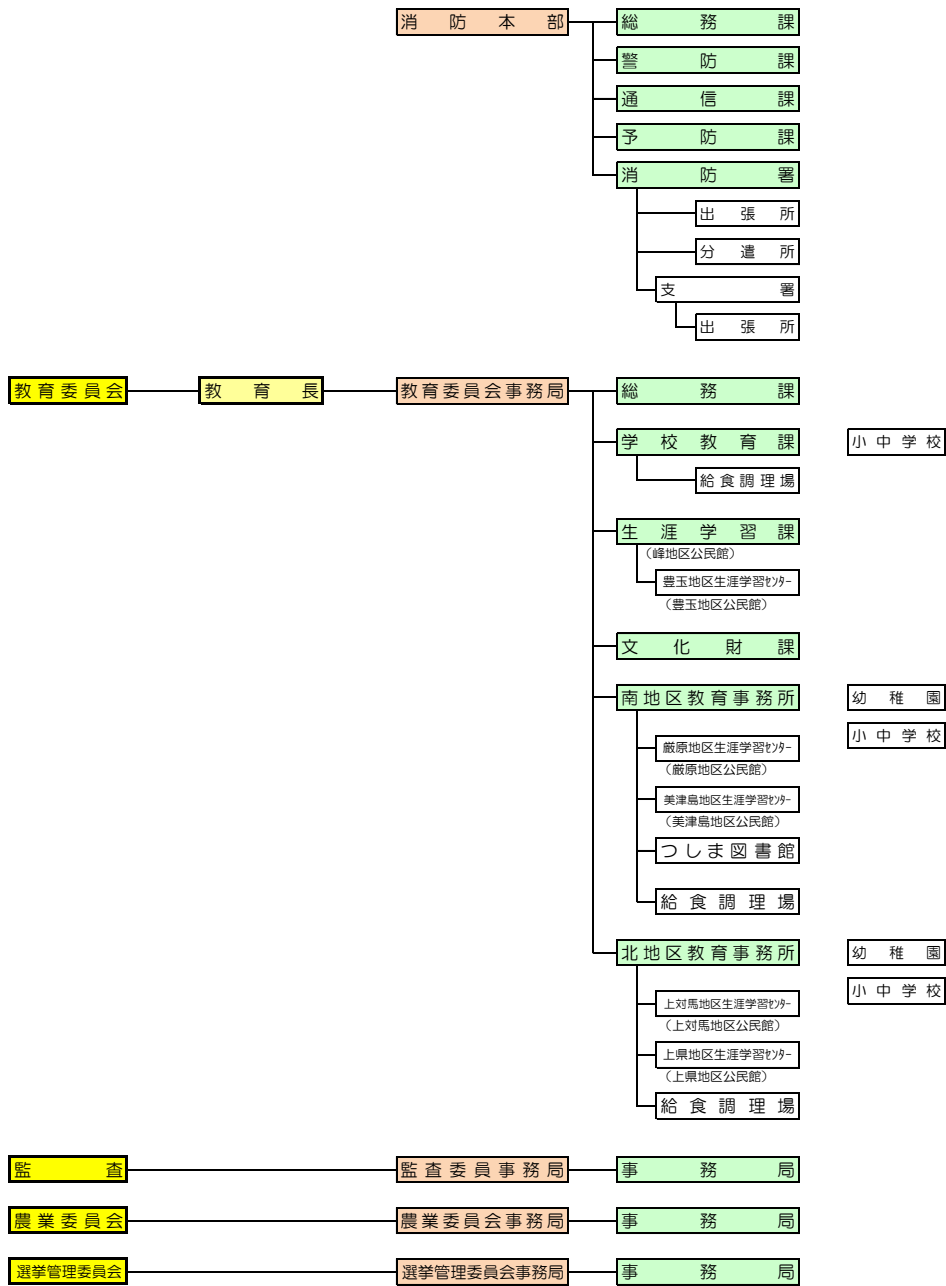 消防本部 総務課
警防課
通信課
予防課
消防署
出張所
分遣所
支署
出張所
教育委員会 教育長 教育委員会事務局 総務課
学校教育課 小中学校
給食調理場
生涯学習課
（峰地区公民館）
豊玉地区生涯学習ｾﾝﾀｰ
（豊玉地区公民館）
文化財課
南地区教育事務所 幼稚園
小中学校
厳原地区生涯学習ｾﾝﾀｰ
（厳原地区公民館）
美津島地区生涯学習ｾﾝﾀｰ
（美津島地区公民館）
つしま図書館
給食調理場
北地区教育事務所 幼稚園
小中学校
上対馬地区生涯学習ｾﾝﾀｰ
（上対馬地区公民館）
上県地区生涯学習ｾﾝﾀｰ
（上県地区公民館）
給食調理場
監査 監査委員事務局 事務局
農業委員会 農業委員会事務局 事務局
選挙管理委員会 選挙管理委員会事務局 事務局